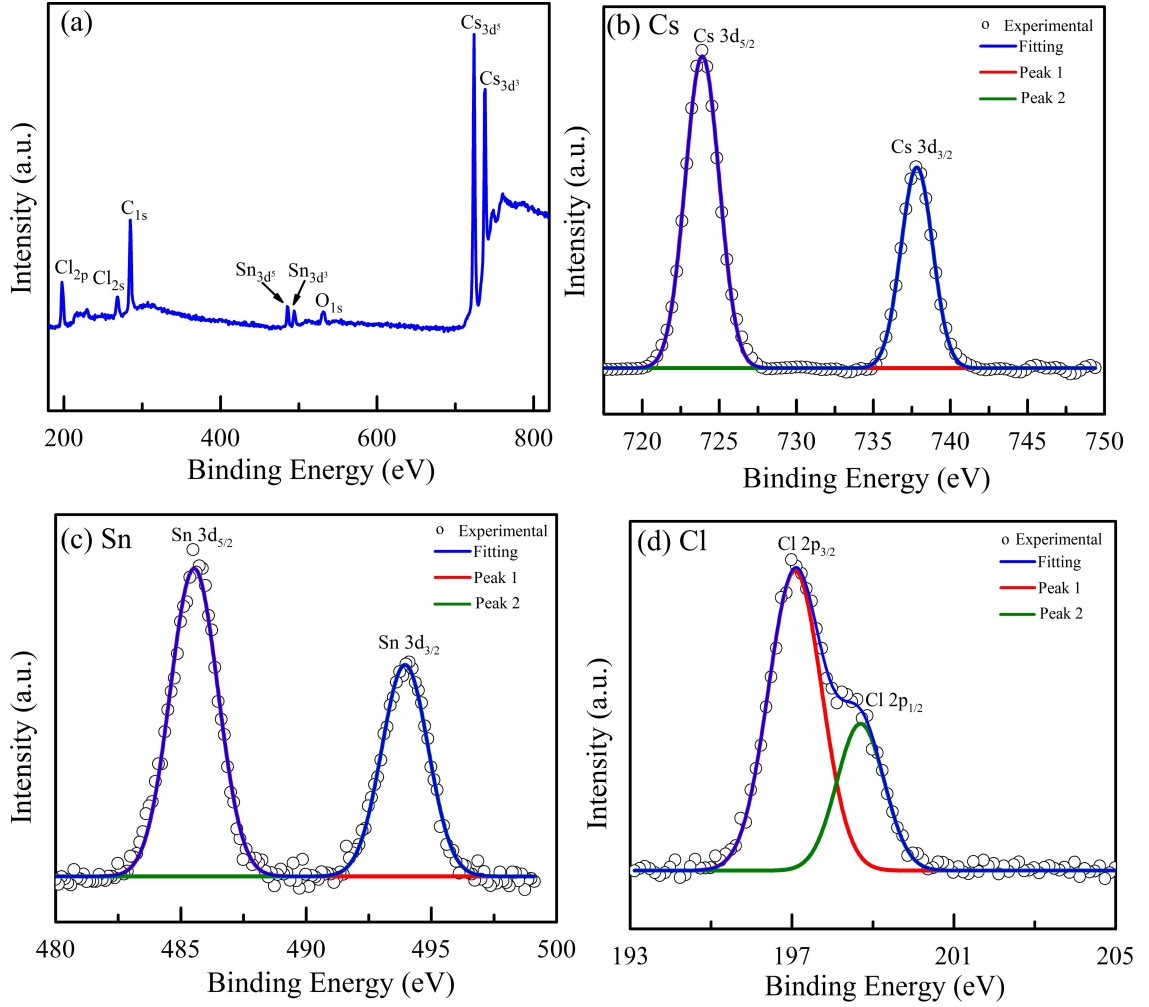 (a)
Cs3d5
Cs3d3
C1s
Cl2p
Cl2s
Sn3d5
Sn3d3
O1s
Intensity (a.u.)
200 400 600 800
Binding Energy (eV)
(b) Cs
Cs 3d5/2
Experimental
Fitting
Peak 1
Peak 2
Cs 3d3/2
Intensity (a.u.)
720 725 730 735 740 745 750
Binding Energy (eV)
(c) Sn
Sn 3d5/2
Experimental
Fitting
Peak 1
Peak 2
Sn 3d3/2
Intensity (a.u.)
480 485 490 495 500
Binding Energy (eV)
(d) Cl
Cl 2p3/2
Experimental
Fitting
Peak 1
Peak 2
Cl 2p1/2
Intensity (a.u.)
193 197 201 205
Binding Energy (eV)